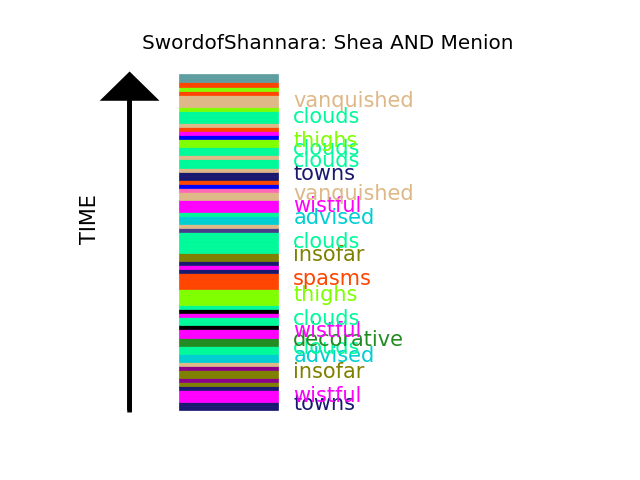 SwordofShannara: Shea AND Menion
vanquished
clouds
thighs
clouds
clouds
towns
vanquished
wistful
advised
clouds
insofar
spasms
thighs
clouds
wistful
decorative
clouds
advised
insofar
wistful
towns
TIME